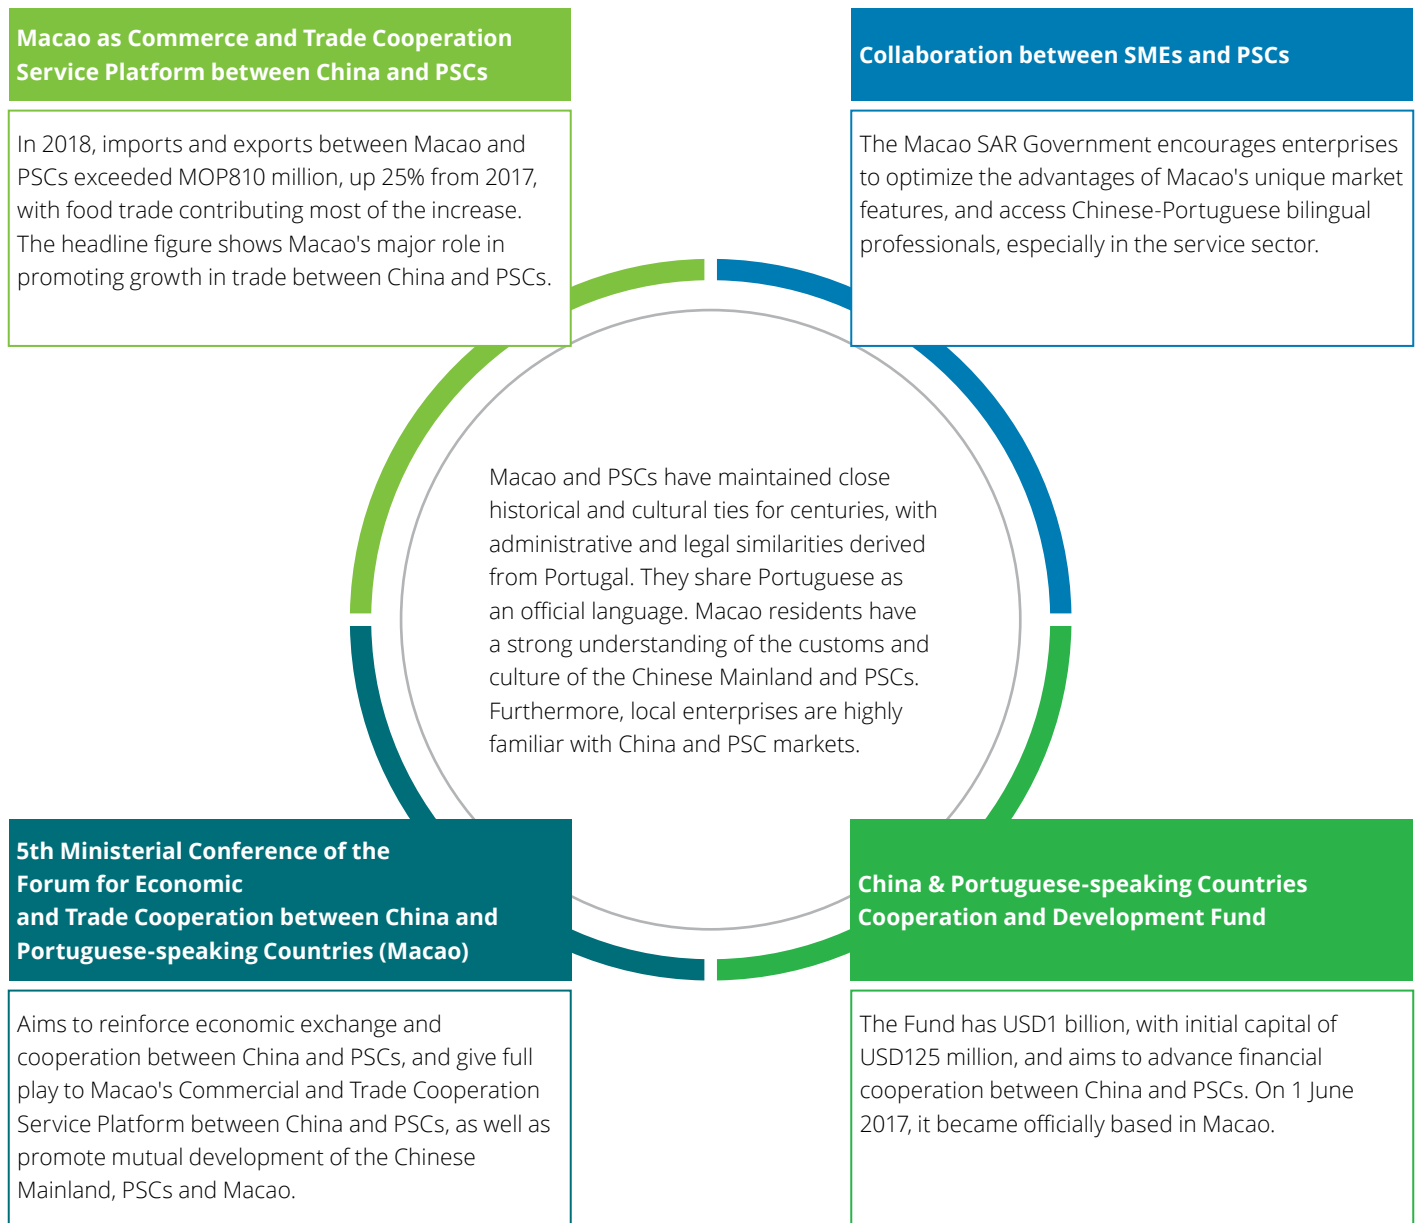 Macao as Commerce and Trade Cooperation
Service Platform between China and PSCs
In 2018, imports and exports between Macao and
PSCs exceeded MOP810 million, up 25% from 2017,
with food trade contributing most of the increase.
The headline figure shows Macao's major role in
promoting growth in trade between China and PSCs.
Collaboration between SMEs and PSCs
The Macao SAR Government encourages enterprises
to optimize the advantages of Macao's unique market
features, and access Chinese-Portuguese bilingual
professionals, especially in the service sector.
Macao and PSCs have maintained close
historical and cultural ties for centuries, with
administrative and legal similarities derived
from Portugal. They share Portuguese as
an official language. Macao residents have
a strong understanding of the customs and
culture of the Chinese Mainland and PSCs.
Furthermore, local enterprises are highly
familiar with China and PSC markets.
5th Ministerial Conference of the
Forum for Economic
and Trade Cooperation between China and
Portuguese-speaking Countries (Macao)
Aims to reinforce economic exchange and
cooperation between China and PSCs, and give full
play to Macao's Commercial and Trade Cooperation
Service Platform between China and PSCs, as well as
promote mutual development of the Chinese
Mainland, PSCs and Macao.
China & Portuguese-speaking Countries
Cooperation and Development Fund
The Fund has USD1 billion, with initial capital of
USD125 million, and aims to advance financial
cooperation between China and PSCs. On 1 June
2017, it became officially based in Macao.